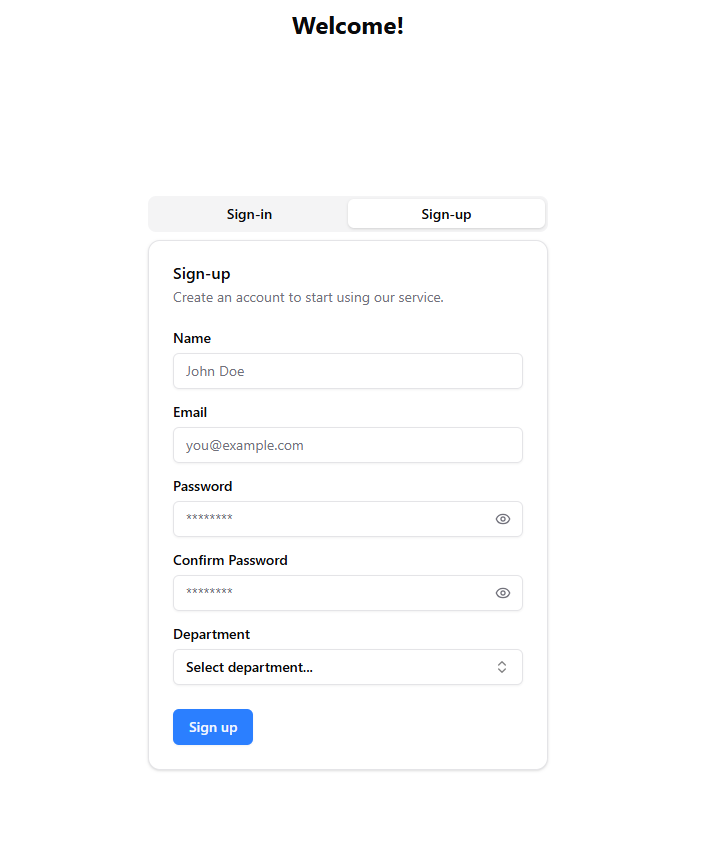 Welcome!
Sign-in
Sign-up
Sign-up
Create an account to start using our service.
Name
John Doe
Email
you@example.com
Password
********
Confirm Password
********
Department
Select department...
Sign up